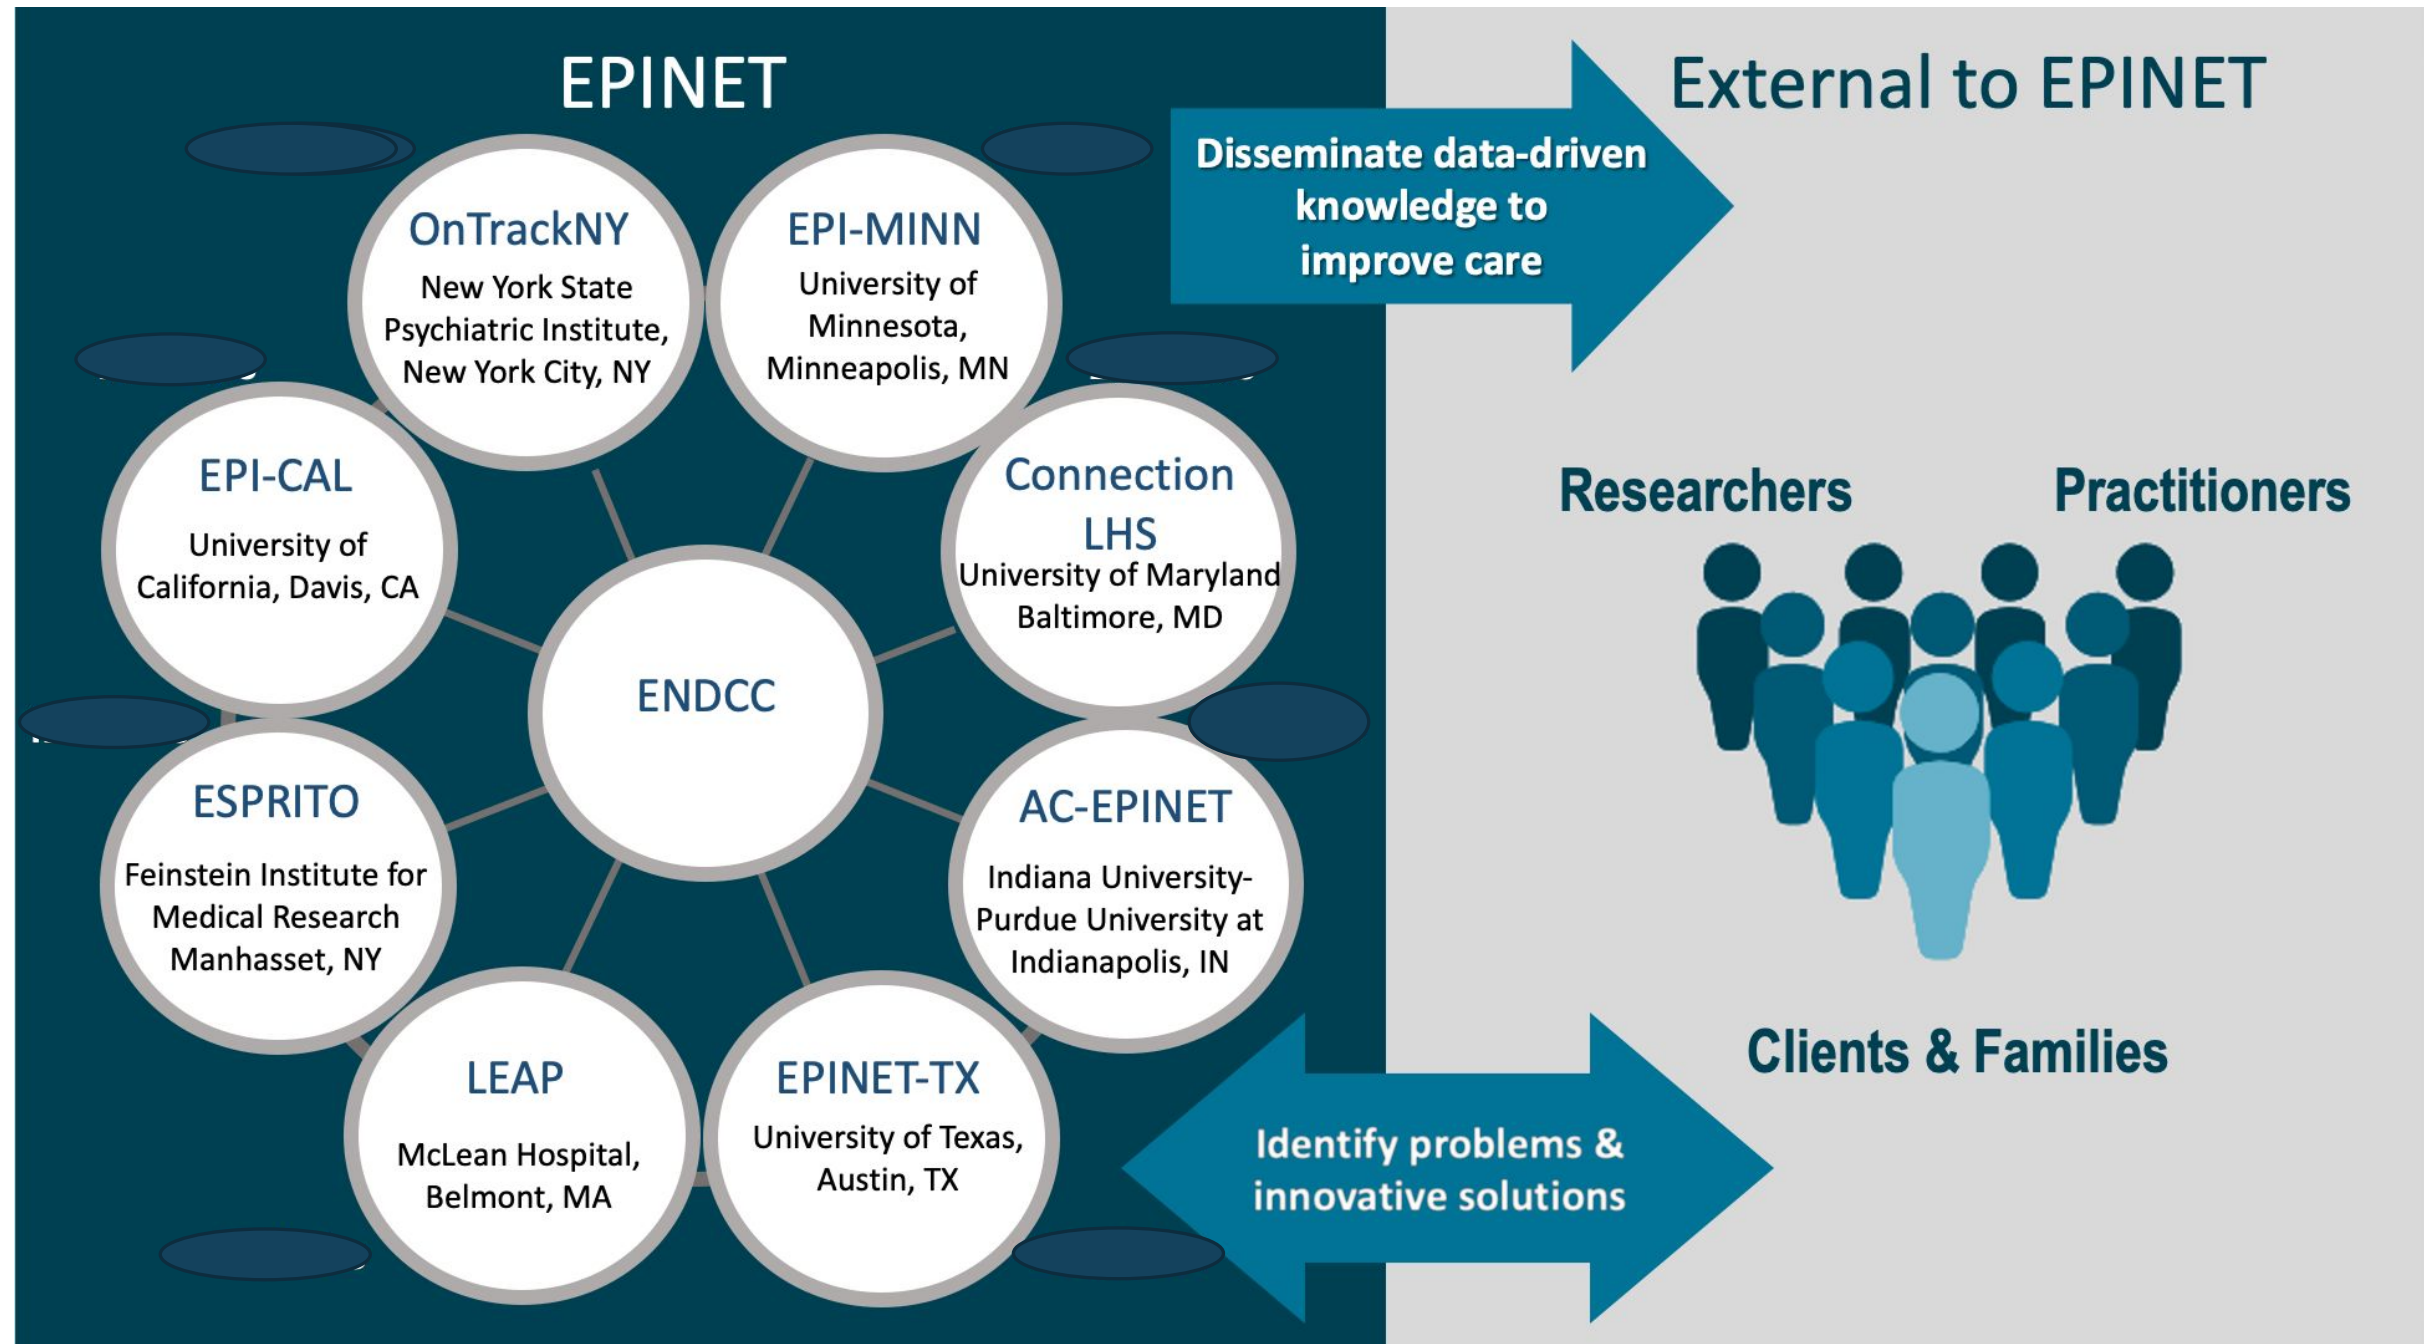 EPINET
OnTrackNY
New York State
Psychiatric Institute,
New York City, NY
EPI-MINN
University of
Minnesota,
Minneapolis, MN
EPI-CAL
University of
California, Davis, CA
Connection
LHS
University of Maryland
Baltimore, MD
ENDCC
ESPRITO
Feinstein Institute for
Medical Research
Manhasset, NY
AC-EPINET
Indiana University-
Purdue University at
Indianapolis, IN
LEAP
McLean Hospital,
Belmont, MA
EPINET-TX
University of Texas,
Austin, TX
Disseminate data-driven
knowledge to
improve care
External to EPINET
Researchers
Practitioners
Clients & Families
Identify problems &
innovative solutions